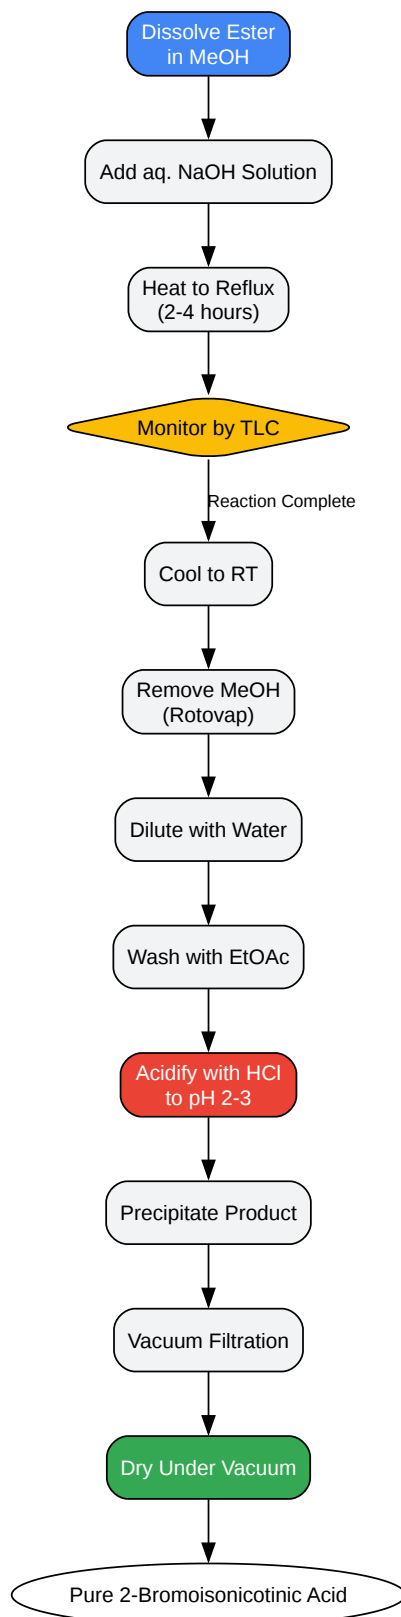 Dissolve Ester
in MeOH
Add aq. NaOH Solution
Heat to Reflux
(2-4 hours)
Monitor by TLC
Reaction Complete
Cool to RT
Remove MeOH
(Rotovap)
Dilute with Water
Wash with EtOAc
Acidify with HCl
to pH 2-3
Precipitate Product
Vacuum Filtration
Dry Under Vacuum
Pure 2-Bromoisonicotinic Acid